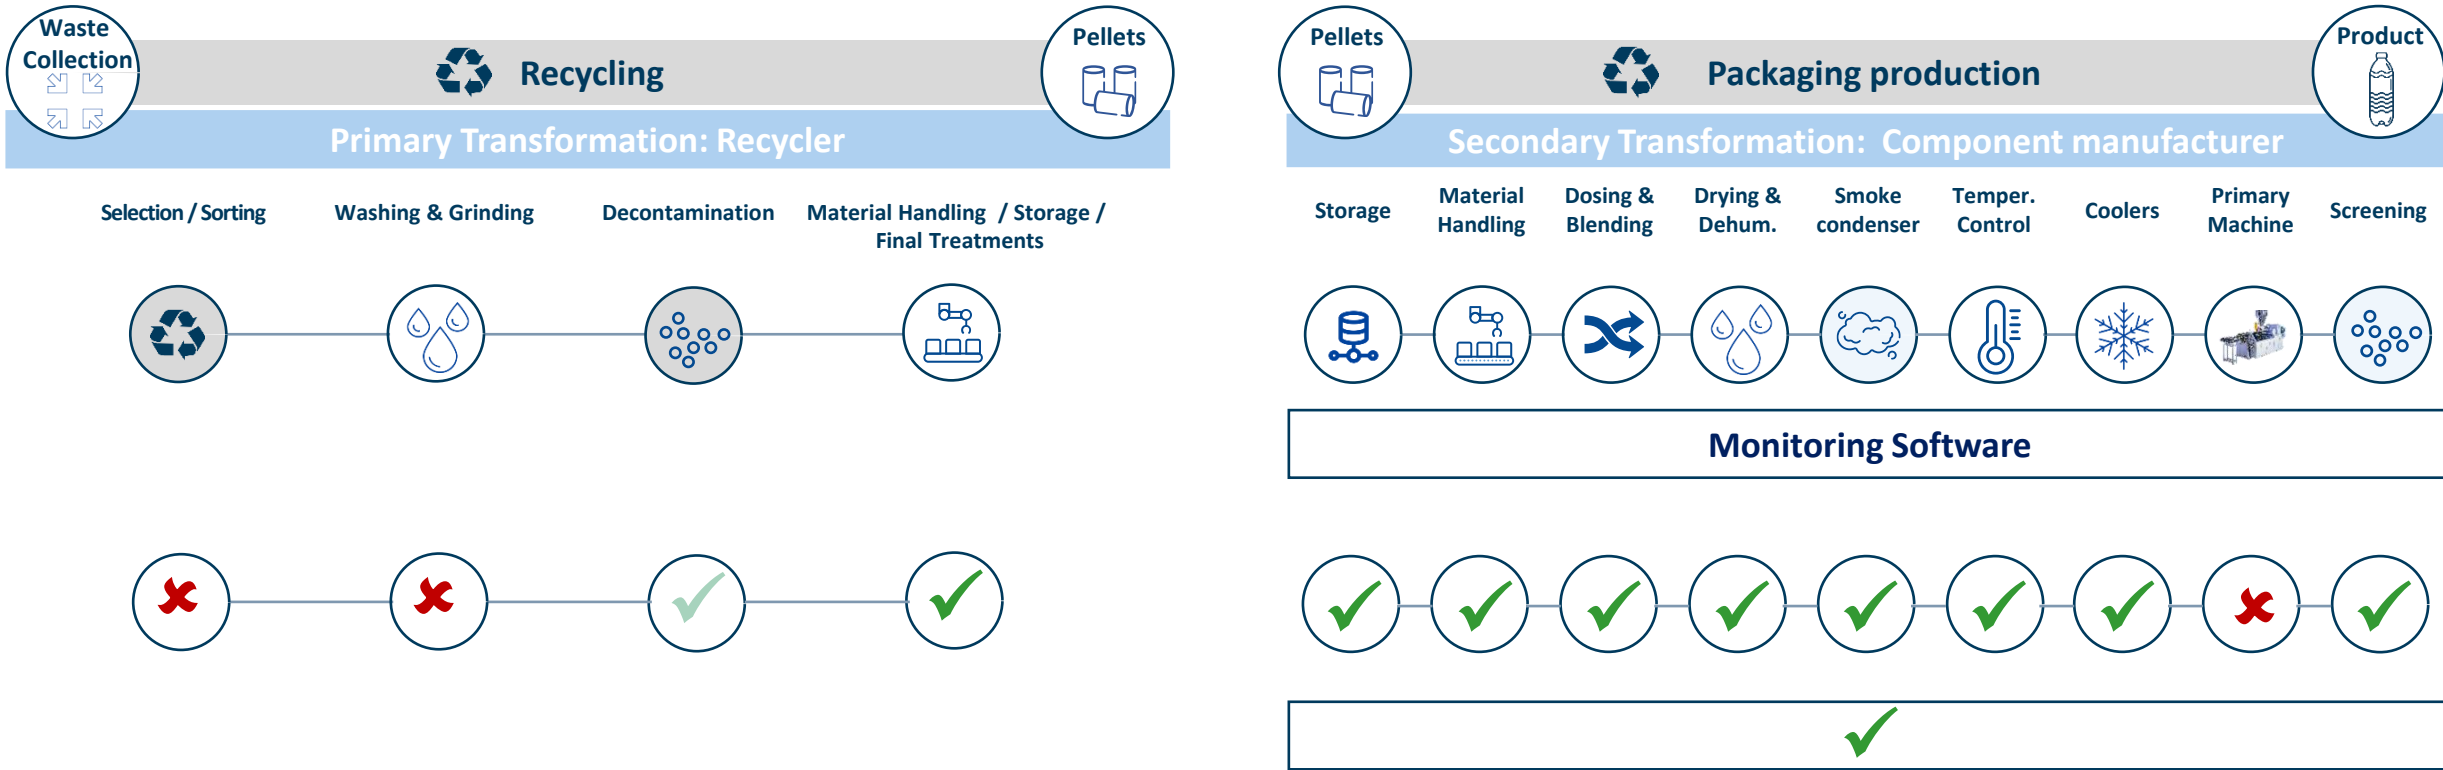 Waste
Collection
Recycling
Pellets
Primary Transformation: Recycler
Selection / Sorting
Washing & Grinding
Decontamination
Material Handling / Storage /
Final Treatments
Pellets
Packaging production
Product
Secondary Transformation: Component manufacturer
Storage
Material
Handling
Dosing &
Blending
Drying &
Dehum.
Smoke
condenser
Temper.
Control
Coolers
Primary
Machine
Screening
Monitoring Software